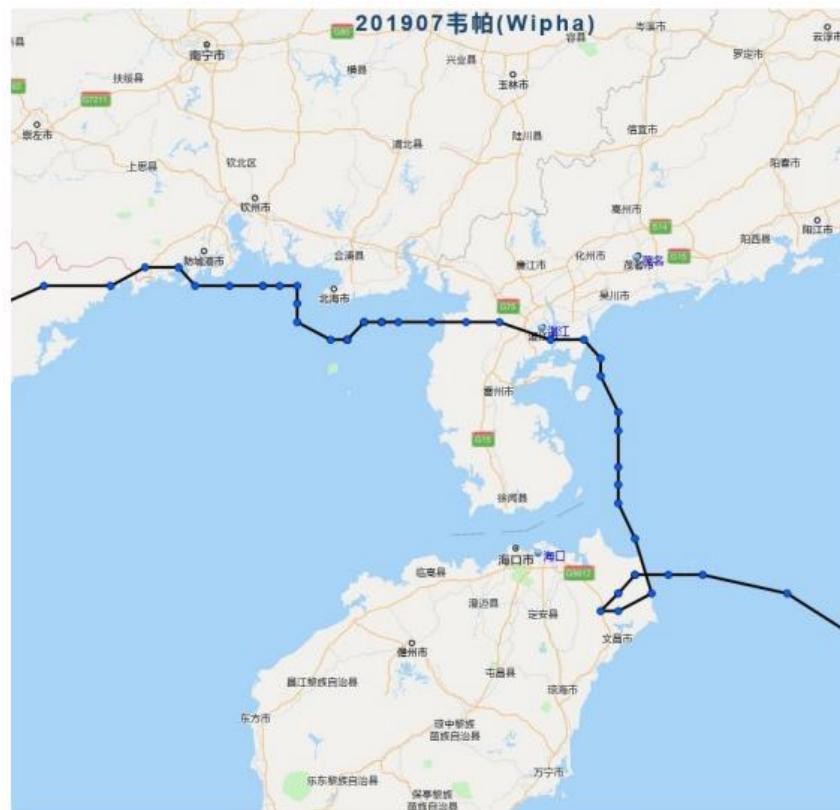 201907韦帕(Wipha)
G80
岑溪市
云浮市
容县
南宁市
兴业县
罗定市
横县
玉林市
扶绥县
G7211
崇左市
信宜市
陆川县
浦北县
上思县
钦北区
阳春市
钦州市
高州市
S14
阳江市
防城港市
合浦县
阳西县
化州市
茂名
廉江市
G15
北海市
吴川市
G75
湛江
雷州市
G15
徐闻县
海口市
海口
临高县
G9812
澄迈县
定安县
文昌市
儋州市
屯昌县
昌江黎族自治县
琼海市
东方市
琼中黎族
苗族自治县
万宁市
乐东黎族自治县
保亭黎族
苗族自治县